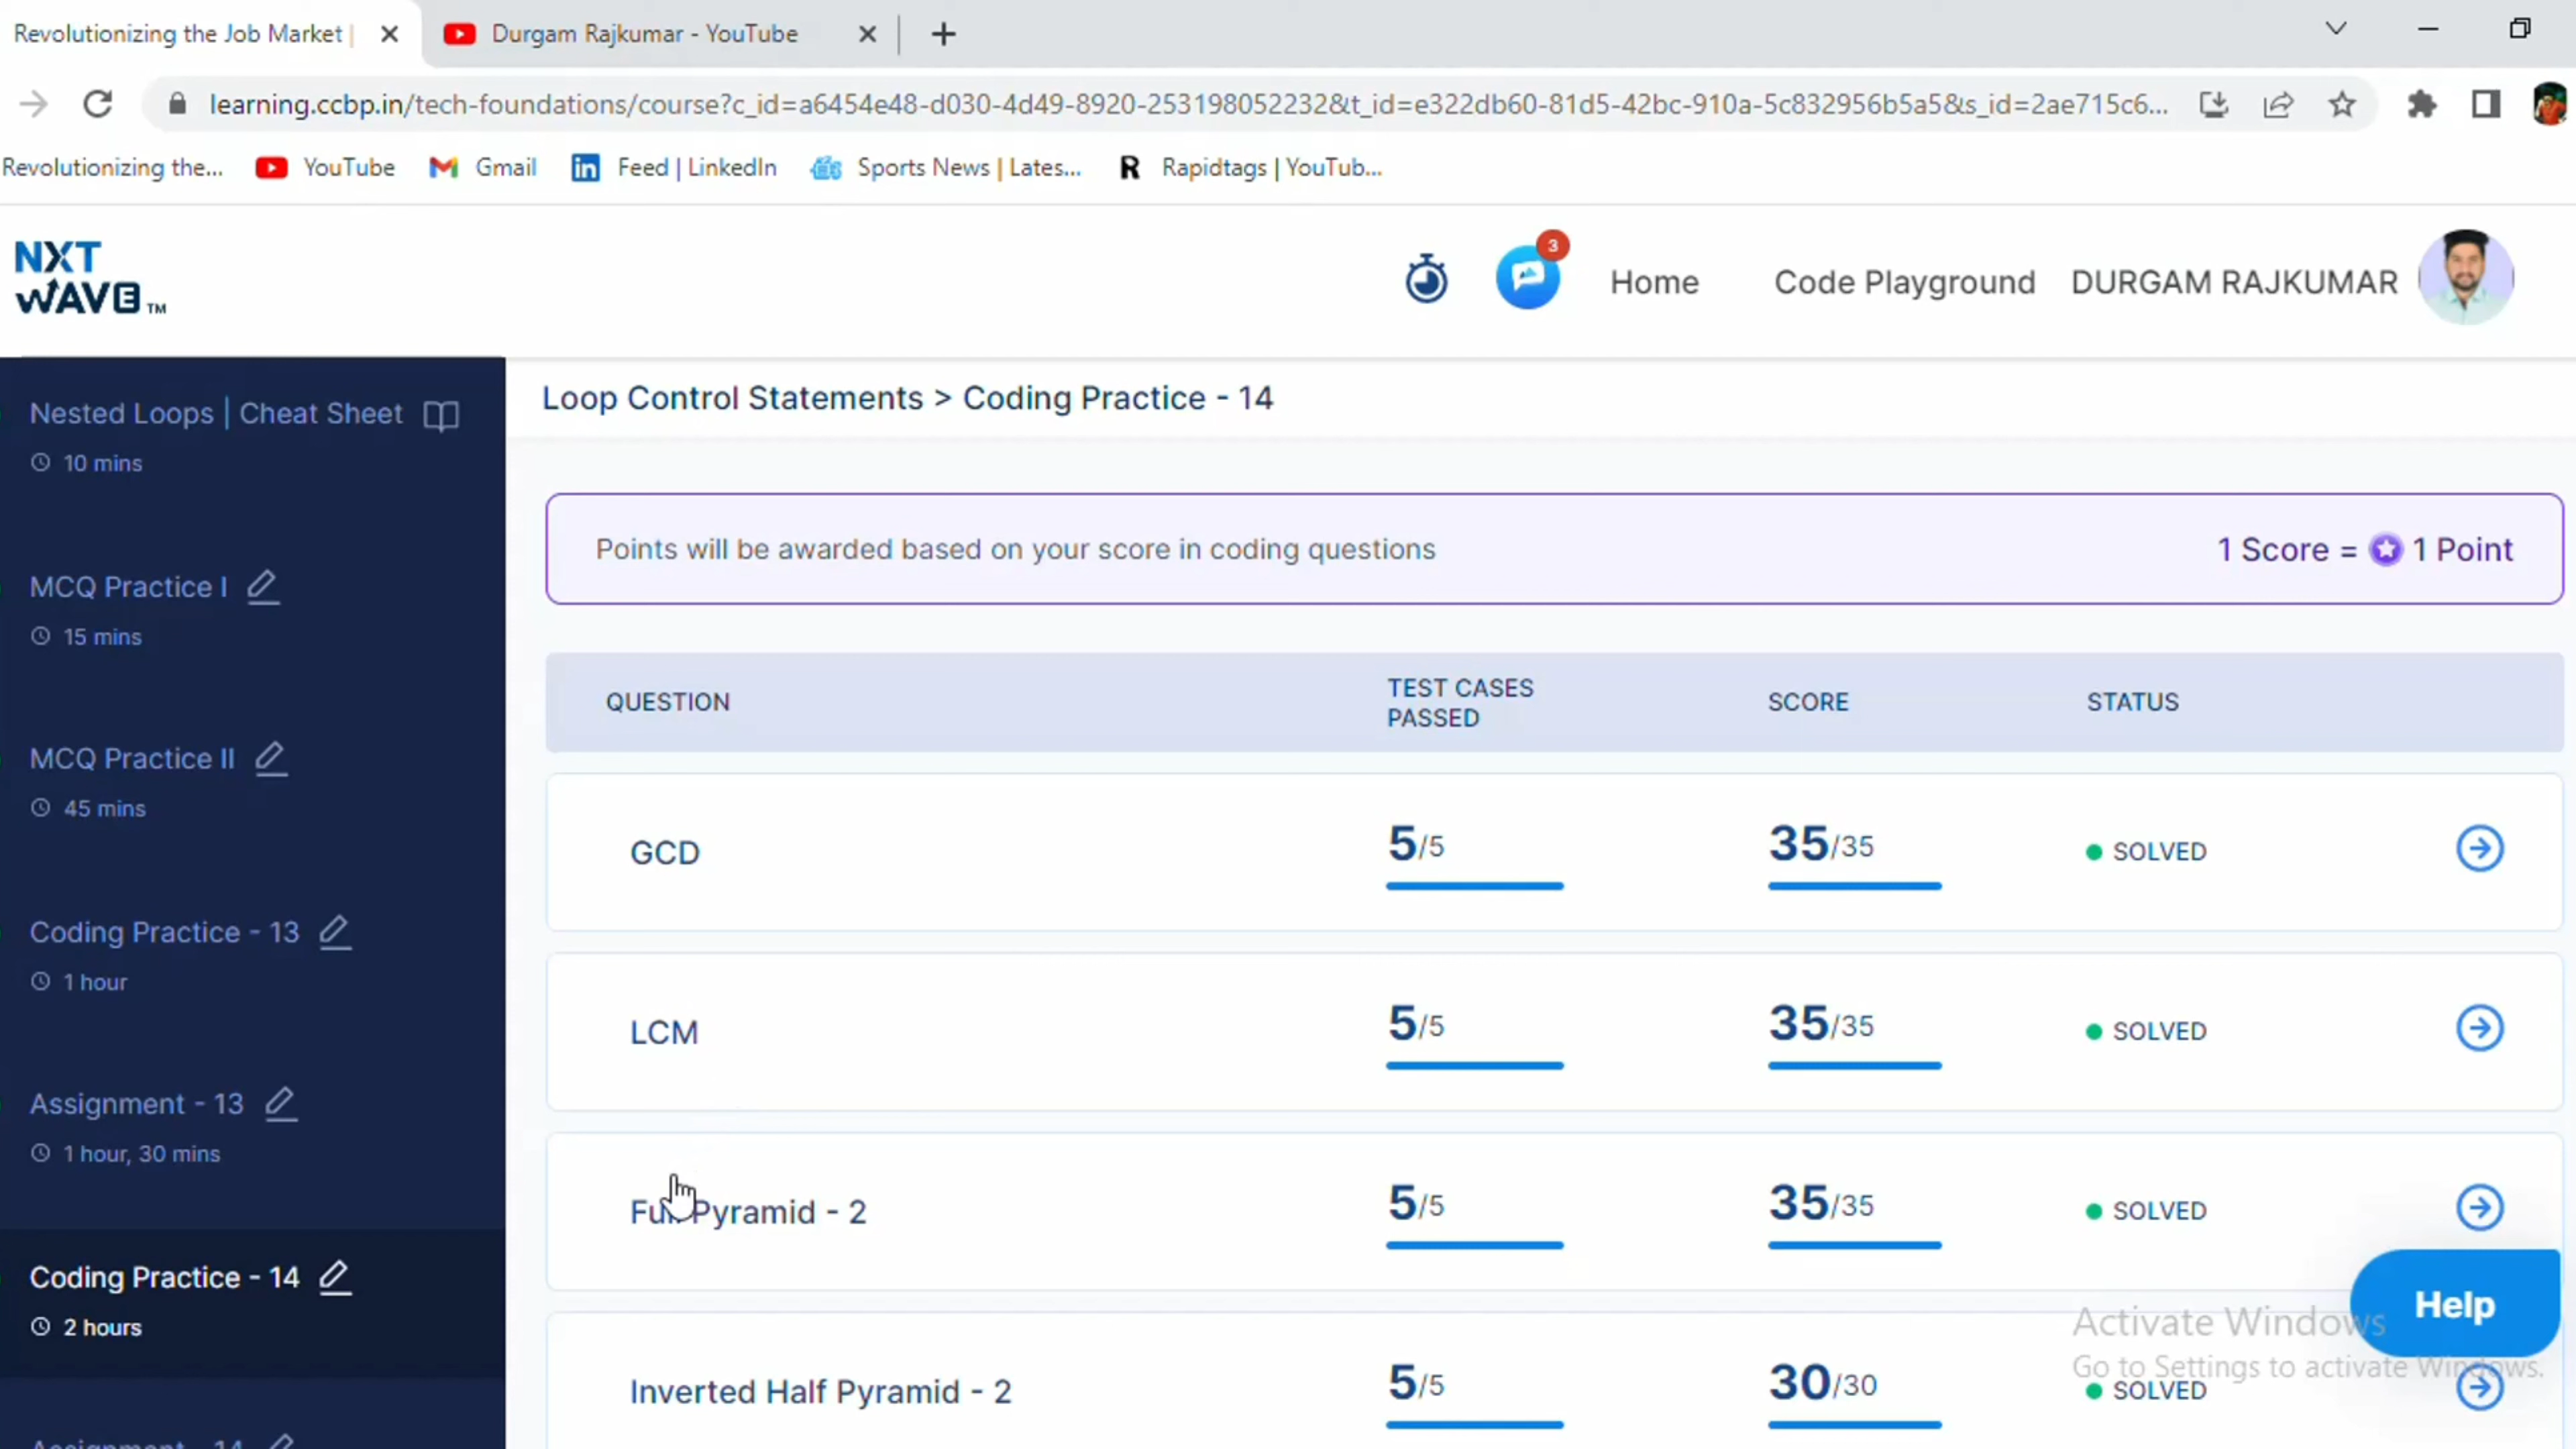 Revolutionizing the Job Market |
Durgam Rajkumar - YouTube
learning.ccbp.in/tech-foundations/course?c_id=a6454e48-d030-4d49-8920-253198052232&t_id=e322db60-81d5-42bc-910a-5c832956b5a5&s_id=2ae715c6...
Revolutionizing the... YouTube Gmail Feed | LinkedIn Sports News | Lates... Rapidtags | YouTub...
NXT
WAVE TM
3
Home Code Playground DURGAM RAJKUMAR
Nested Loops | Cheat Sheet
10 mins
MCQ Practice I
15 mins
MCQ Practice II
45 mins
Coding Practice - 13
1 hour
Assignment - 13
1 hour, 30 mins
Coding Practice - 14
2 hours
Assignment - 14
Loop Control Statements > Coding Practice - 14
Points will be awarded based on your score in coding questions 1 Score = 1 Point
QUESTION TEST CASES PASSED SCORE STATUS
GCD 5/5 35/35 SOLVED
LCM 5/5 35/35 SOLVED
Full Pyramid - 2 5/5 35/35 SOLVED
Inverted Half Pyramid - 2 5/5 30/30 SOLVED
Help
Activate Windows
Go to Settings to activate Windows.